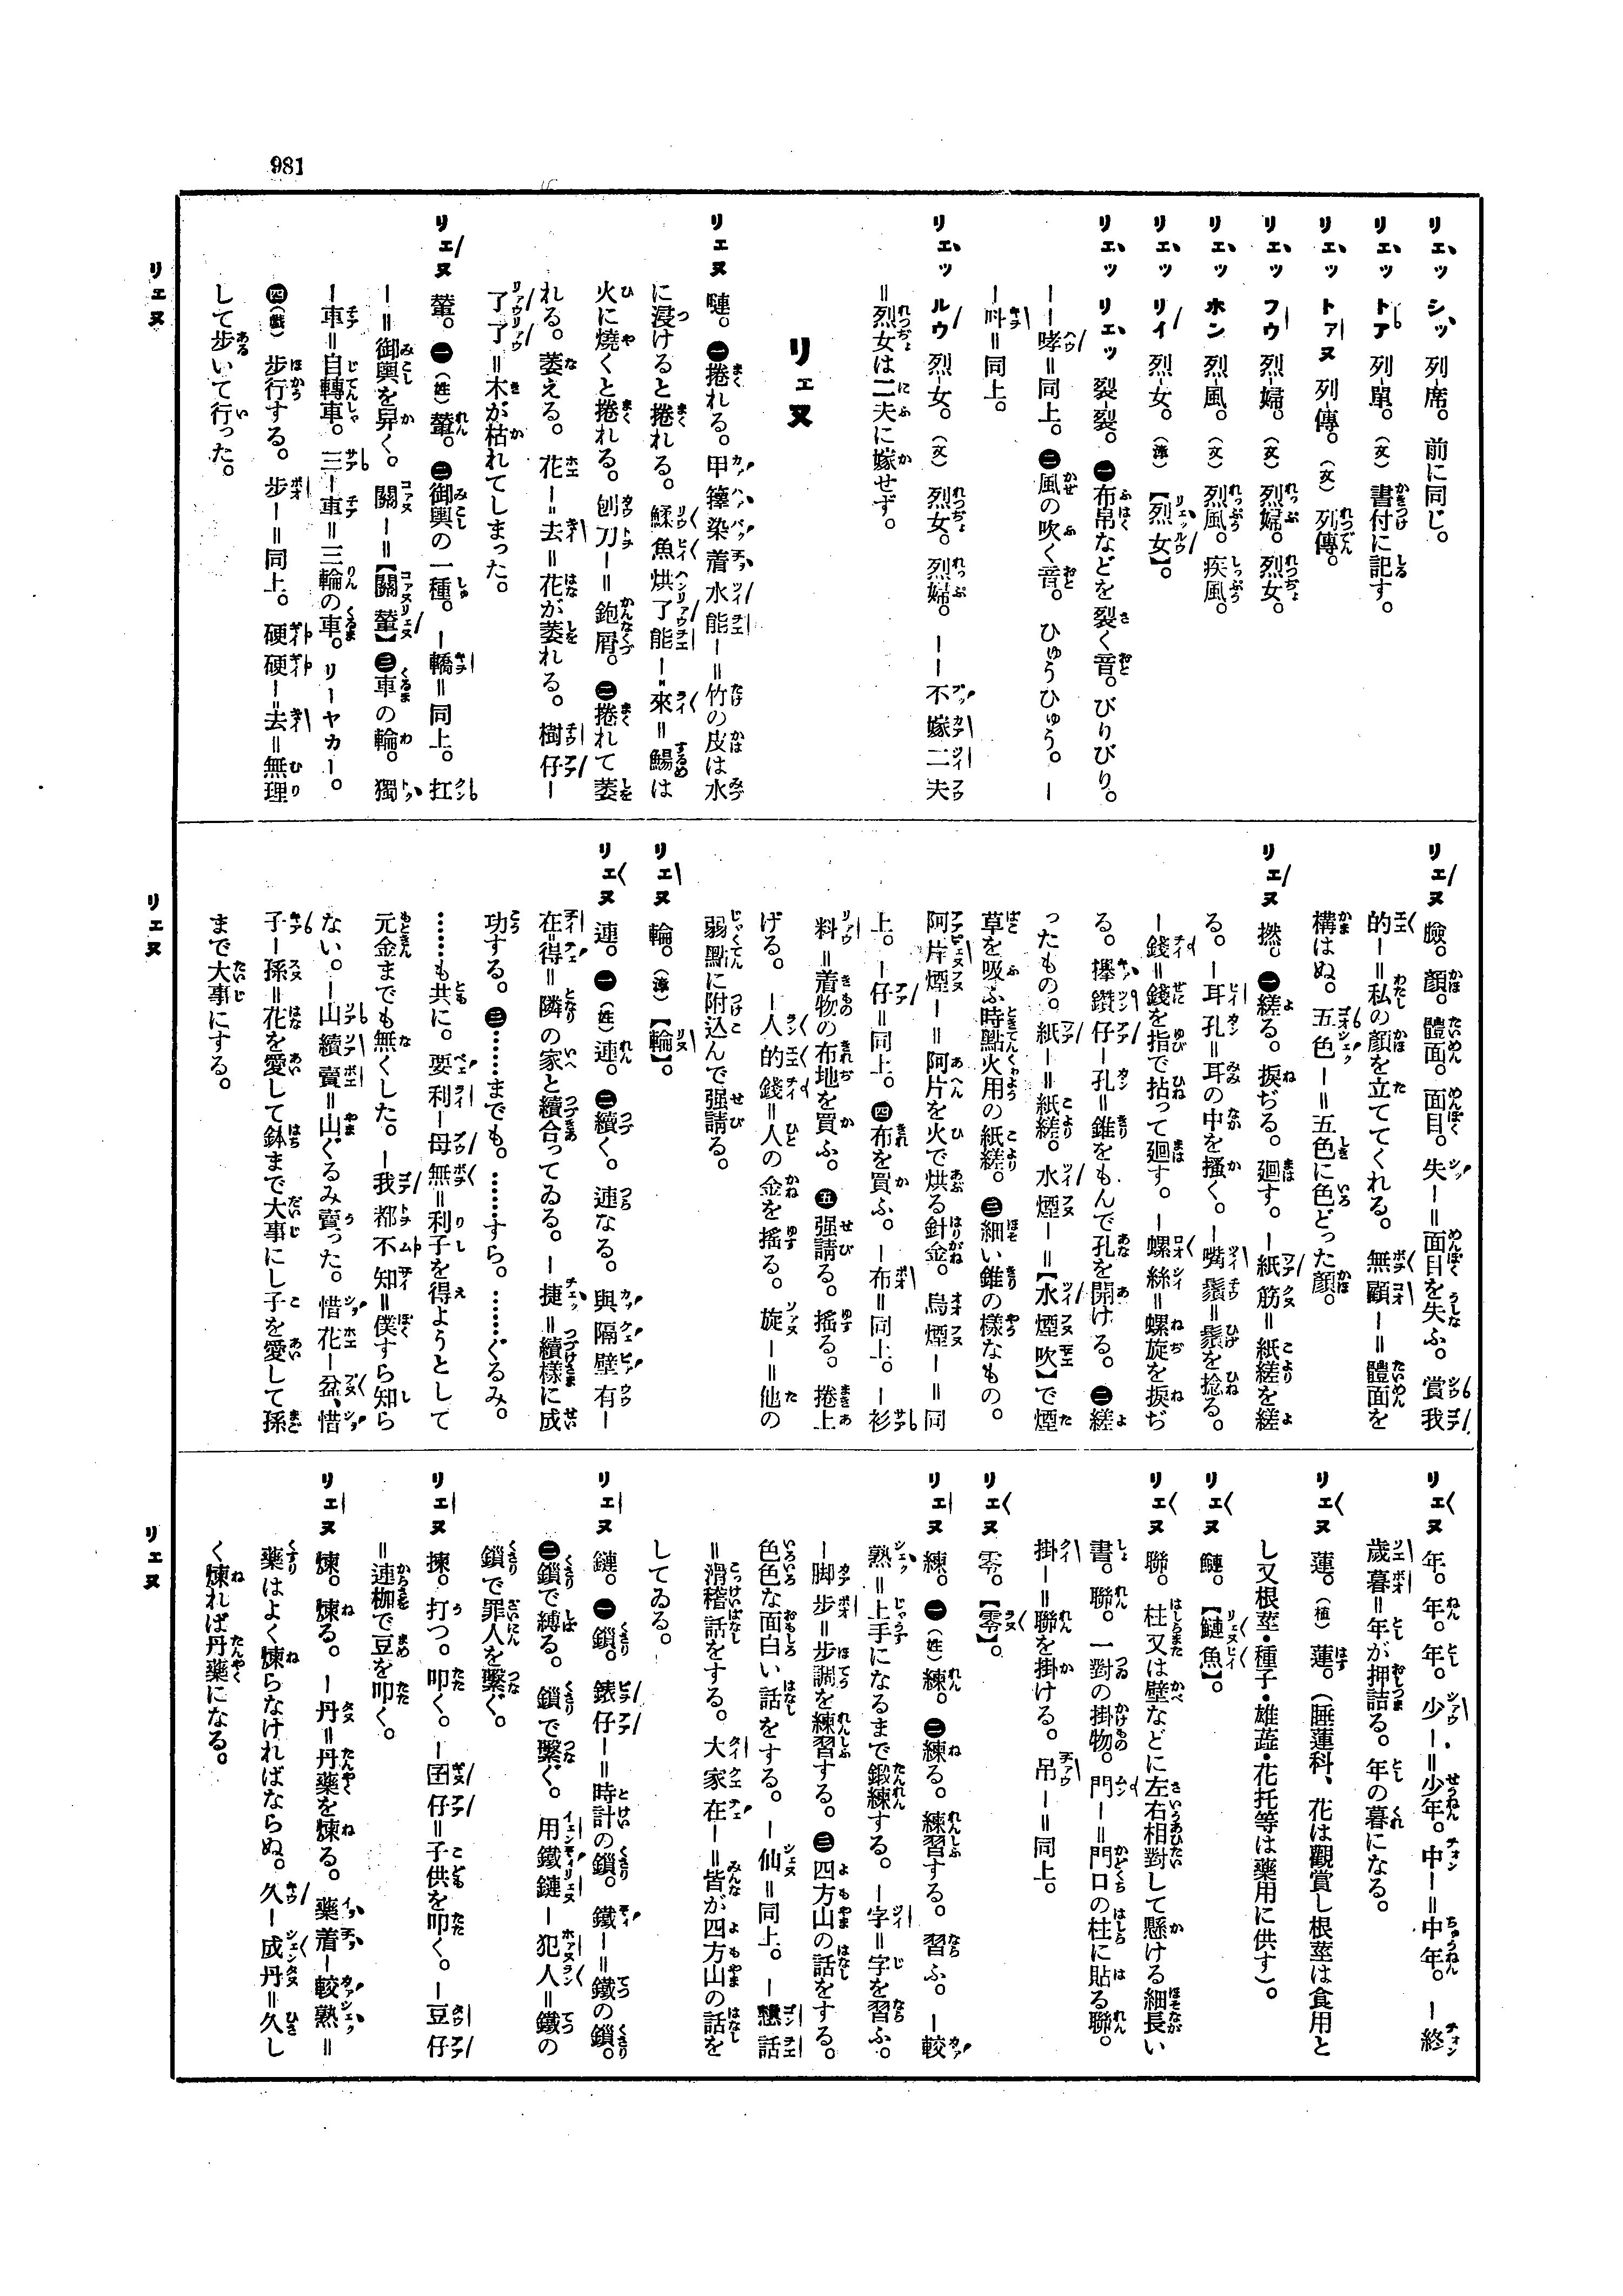 981
リエッ シッ 列-席。前に同じ。
リエッ トア 列-單。(文) 書付に記す。
リエッ トアヌ 列-傳。(文) 列傳。
リエッ フウ 烈-婦。(文) 烈婦。烈女。
リエッ ホン 烈-風。(文) 烈風。疾風。
リエッ リイ 烈-女。(漳)【烈女】。
リエッ リエッ 裂-裂。㊀布帛などを裂く音。びりびり。
――哮=同上。㊁風の吹く音。ひゅうひゅう。―
―叫=同上。
リエッ ルウ 烈-女。(文) 烈女。烈婦。――不嫁二夫
=烈女は二夫に嫁せず。
リエヌ
リエヌ 嗹。㊀捲れる。甲籜染着水能―=竹の皮は水
に浸けると捲れる。鰇魚烘了能―來=鯣は
火に燒くと捲れる。刨刀―=鉋屑。㊁捲れて萎
れる。萎える。花―去=花が萎れる。樹仔―
了了=木が枯れてしまった。
リエヌ 輦。㊀(姓) 輦。㊁御輿の一種。―轎=同上。扛
―=御輿を舁く。關―=【關輦】㊂車の輪。獨
―車=自轉車。三―車=三輪の車。リーヤカー。
㊃(戲) 步行する。步―=同上。硬硬―去=無理
して步いて行った。
リエヌ 臉。顏。體面。面目。失―=面目を失ふ。賞我
的―=私の顏を立ててくれる。無顧―=體面を
構はぬ。五色―=五色に色どった顏。
リエヌ 撚。㊀縒る。捩ぢる。廻す。―紙筋=紙縒を縒
る。―耳孔=耳の中を搔く。―嘴鬚=鬚を捻る。
―錢=錢を指で拈って廻す。―螺絲=螺旋を捩ぢ
る。攑鑽仔―孔=錐をもんで孔を開ける。㊁縒
ったもの。紙―=紙縒。水煙―=【水煙吹】で煙
草を吸ふ時點火用の紙縒。㊂細い錐の樣なもの。
阿片煙―=阿片を火で烘る針金。烏煙―=同
上。―仔=同上。㊃布を買ふ。―布=同上。―衫
料=着物の布地を買ふ。㊄强請る。搖る。捲上
げる。―人的錢=人の金を搖る。旋―=他の
弱點に附込んで强請る。
リエヌ 輪。(漳)【輪】。
リエヌ 連。㊀(姓) 連。㊁續く。連なる。與隔壁有―
在-得=隣の家と續合ってゐる。―捷=續樣に成
功する。㊂……までも。……すら。……ぐるみ。
……も共に。要利―母無=利子を得ようとして
元金までも無くした。―我都不知=僕すら知ら
ない。―山續賣=山ぐるみ賣った。惜花―盆、惜
子―孫=花を愛して鉢まで大事にし子を愛して孫
まで大事にする。
リエヌ 年。年。年。少―=少年。中―=中年。―終
歲暮=年が押詰る。年の暮になる。
リエヌ 蓮。(植) 蓮。(睡蓮科、花は觀賞し根莖は食用と
し又根莖・種子・雄蕋・花托等は藥用に供す)。
リエヌ 鰱。【鰱魚】。
リエヌ 聯。柱又は壁などに左右相對して懸ける細長い
書。聯。一對の掛物。門―=門口の柱に貼る聯。
掛―=聯を掛ける。吊―=同上。
リエヌ 零。【零】。
リエヌ 練。㊀(姓) 練。㊁練る。練習する。習ふ。―較
熟=上手になるまで鍛練する。―字=字を習ふ。
―脚步=步調を練習する。㊂四方山の話をする。
色色な面白い話をする。―仙=同上。―戇話
=滑稽話をする。大家在―=皆が四方山の話を
してゐる。
リエヌ 鏈。㊀鎖。錶仔―=時計の鎖。鐵―=鐵の鎖。
㊁鎖で縛る。鎖で繫ぐ。用鐵鏈―犯人=鐵の
鎖で罪人を繫ぐ。
リエヌ 揀。打つ。叩く。―囝仔=子供を叩く。―豆仔
=連枷で豆を叩く。
リエヌ 煉。煉る。―丹=丹藥を煉る。藥着―較熟=
藥はよく煉らなければならぬ。久―成丹=久し
く煉れば丹藥になる。
リエヌ
リエヌ
リエヌ